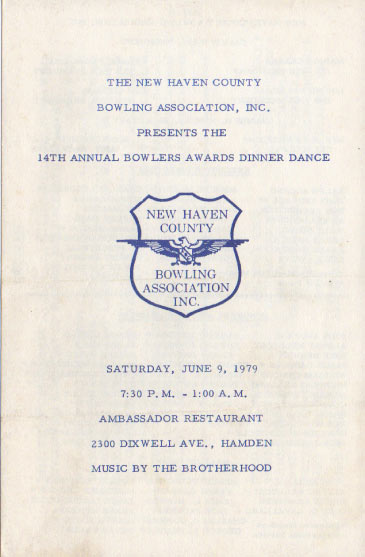 THE NEW HAVEN COUNTY
BOWLING ASSOCIATION, INC.
PRESENTS THE
14TH ANNUAL BOWLERS AWARDS DINNER DANCE
NEW HAVEN
COUNTY
BOWLING
ASSOCIATION
INC.
SATURDAY, JUNE 9, 1979
7:30 P.M. - 1:00 A.M.
AMBASSADOR RESTAURANT
2300 DIXWELL AVE., HAMDEN
MUSIC BY THE BROTHERHOOD